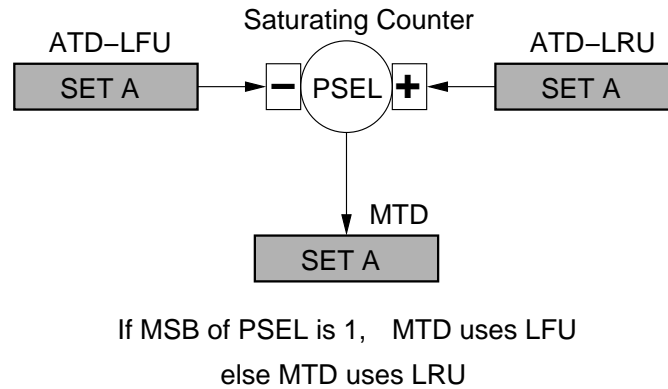 Saturating Counter
ATD−LFU
ATD−LRU
SET A
−
PSEL
+
SET A
MTD
SET A
If MSB of PSEL is 1, MTD uses LFU
else MTD uses LRU